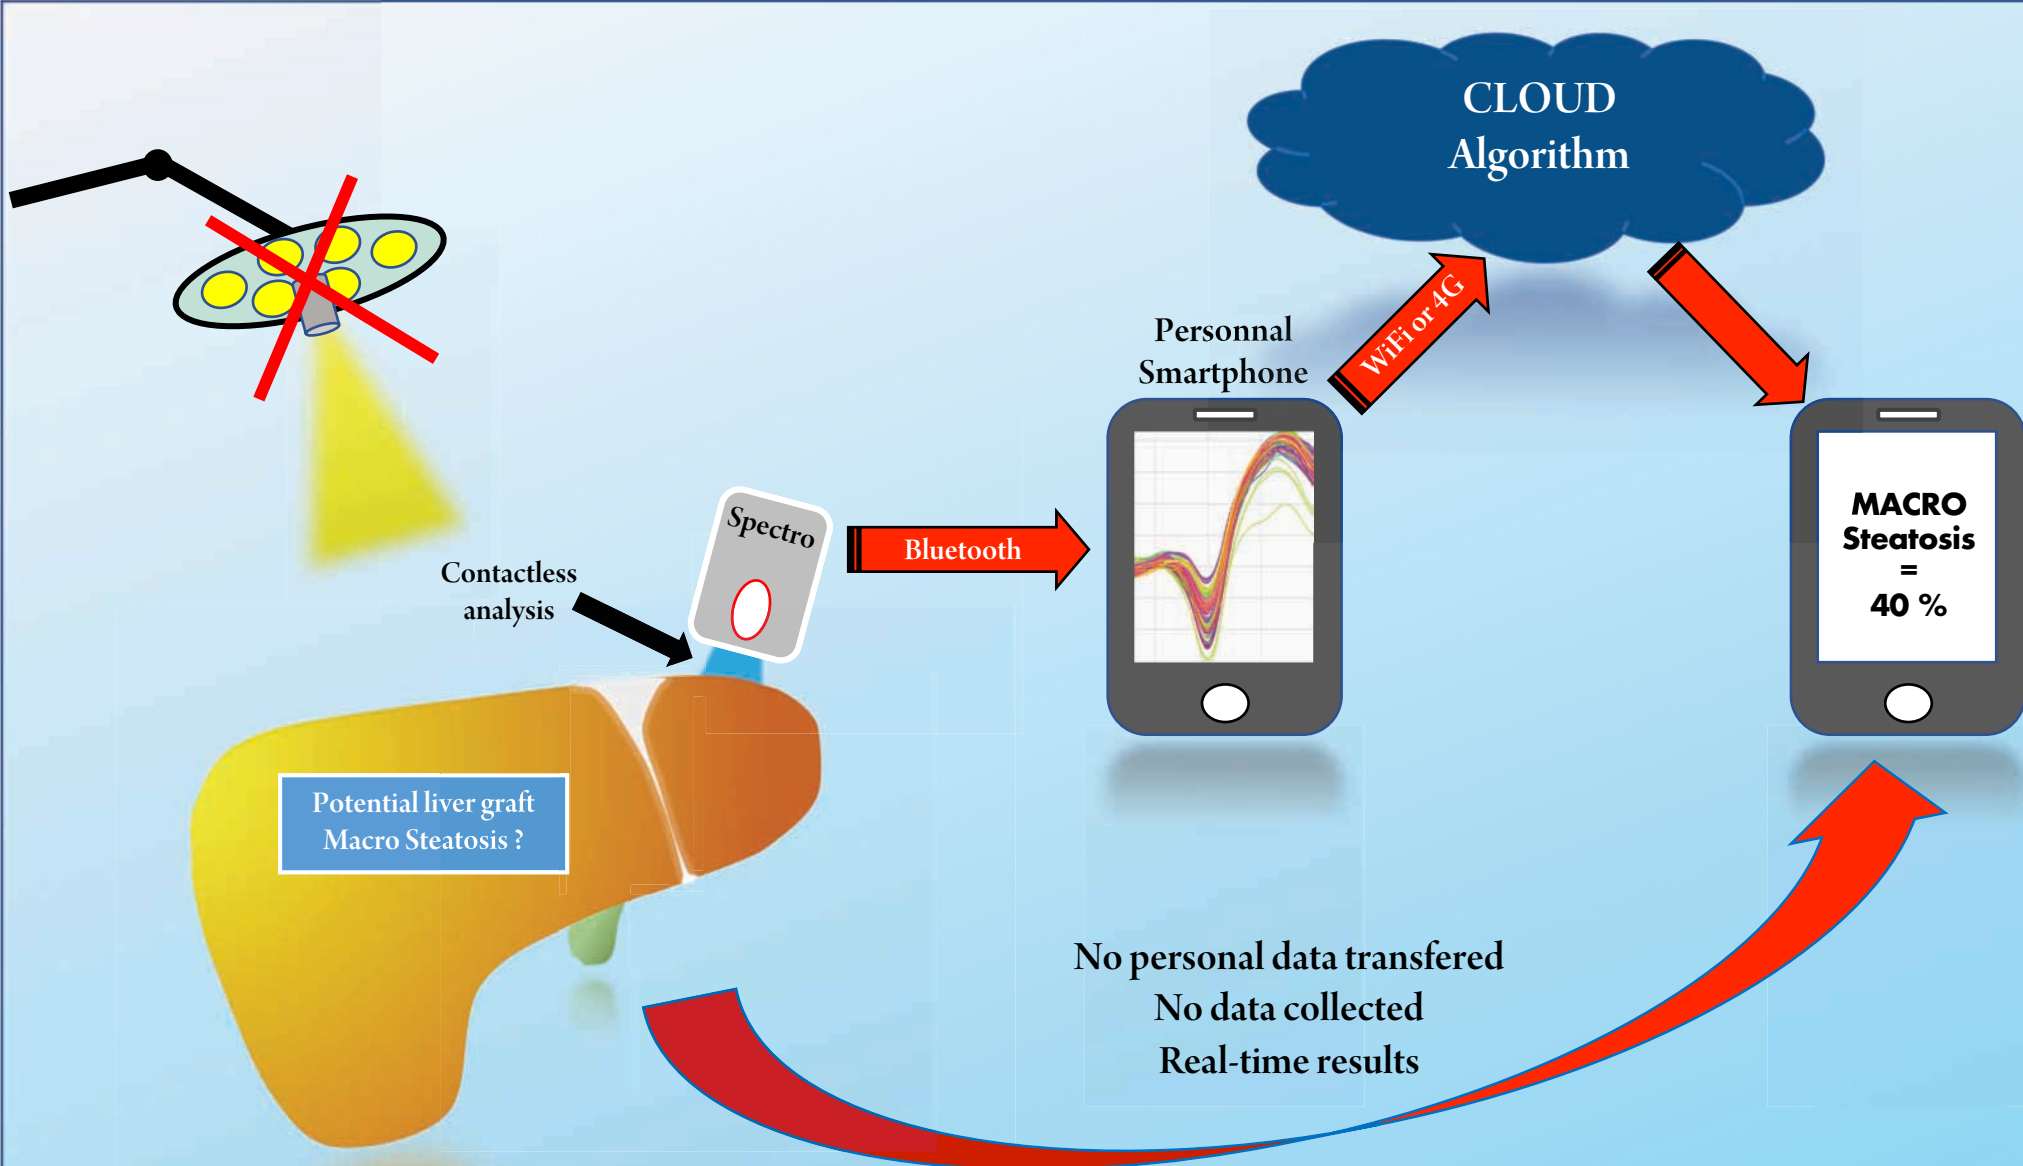 CLOUD
Algorithm
WiFi or 4G
Personnal
Smartphone
Spectro
Bluetooth
Contactless
analysis
MACRO
Steatosis
=
40 %
Potential liver graft
Macro Steatosis ?
No personal data transfered
No data collected
Real-time results